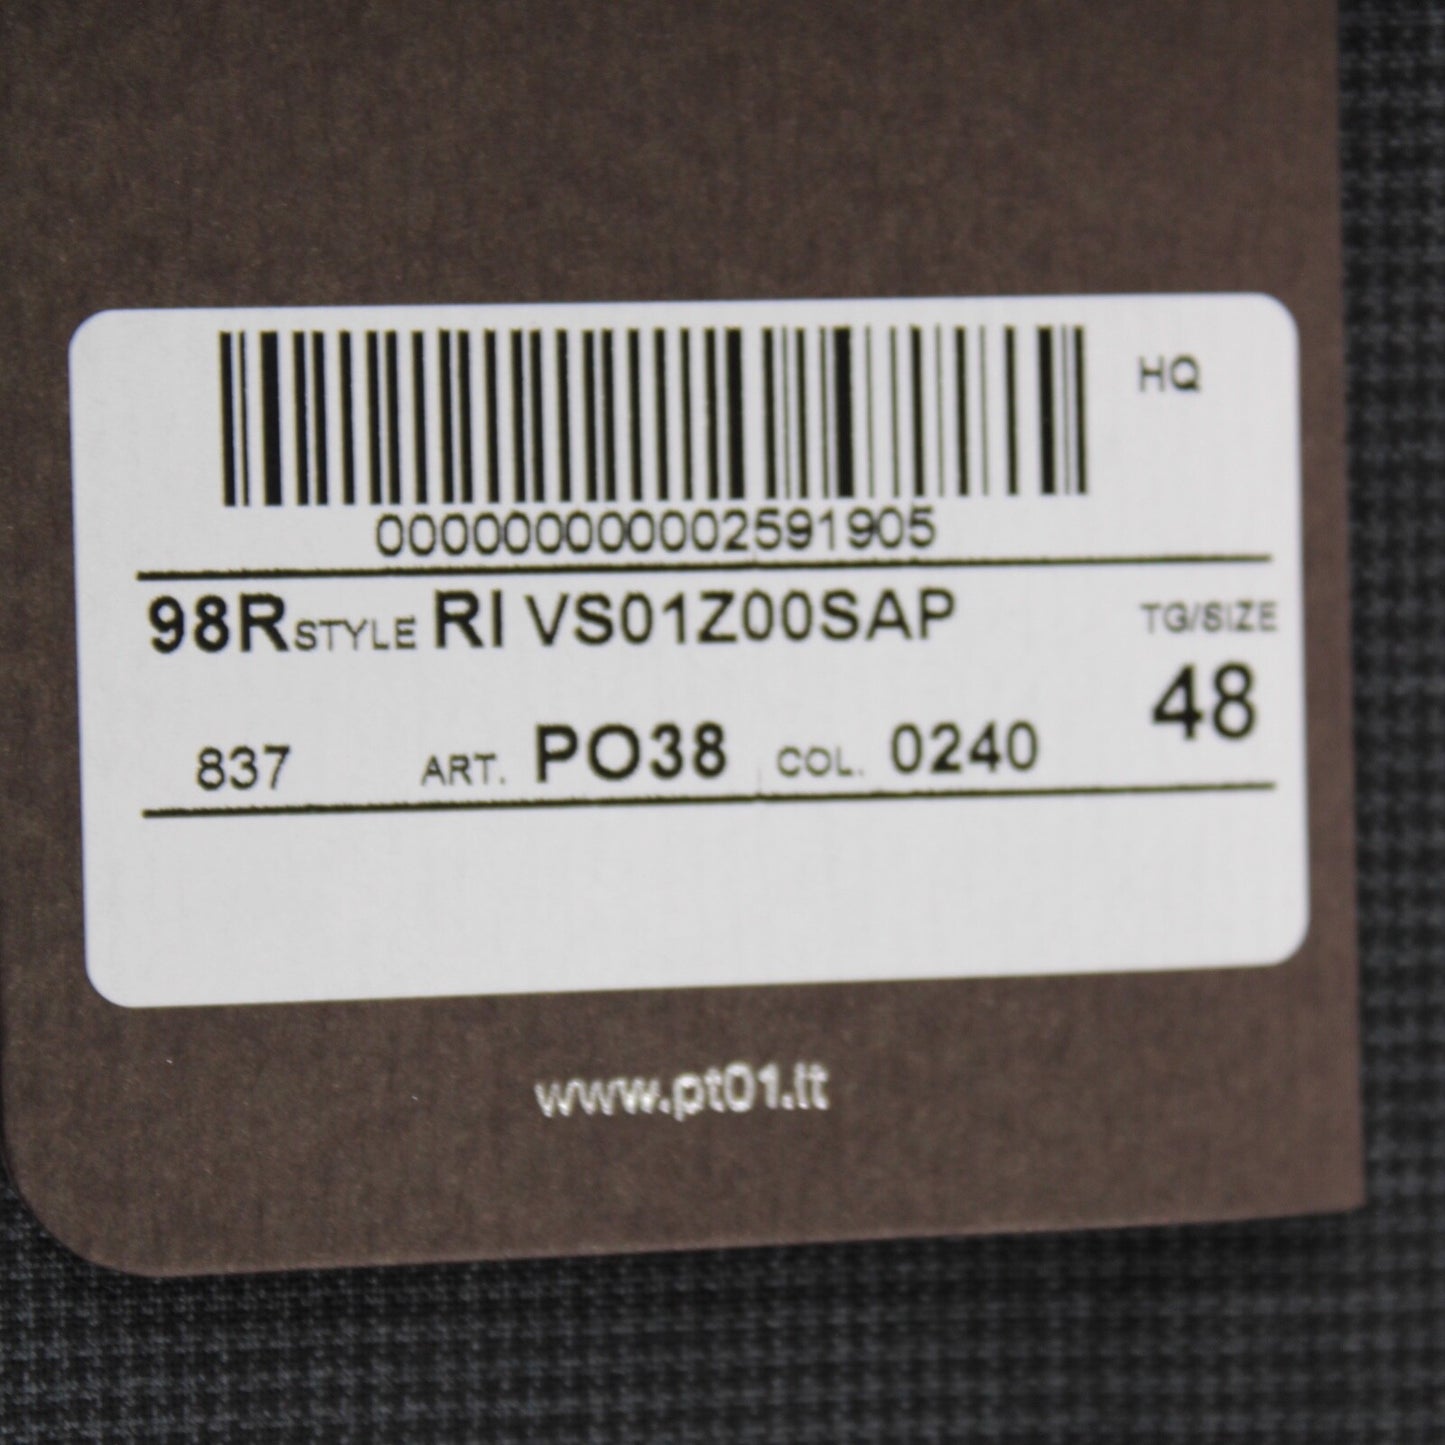 HQ
0000000000002591905
98R STYLE RI VS01Z00SAP
TG/SIZE
48
837 ART. PO38 COL. 0240
www.pt01.it